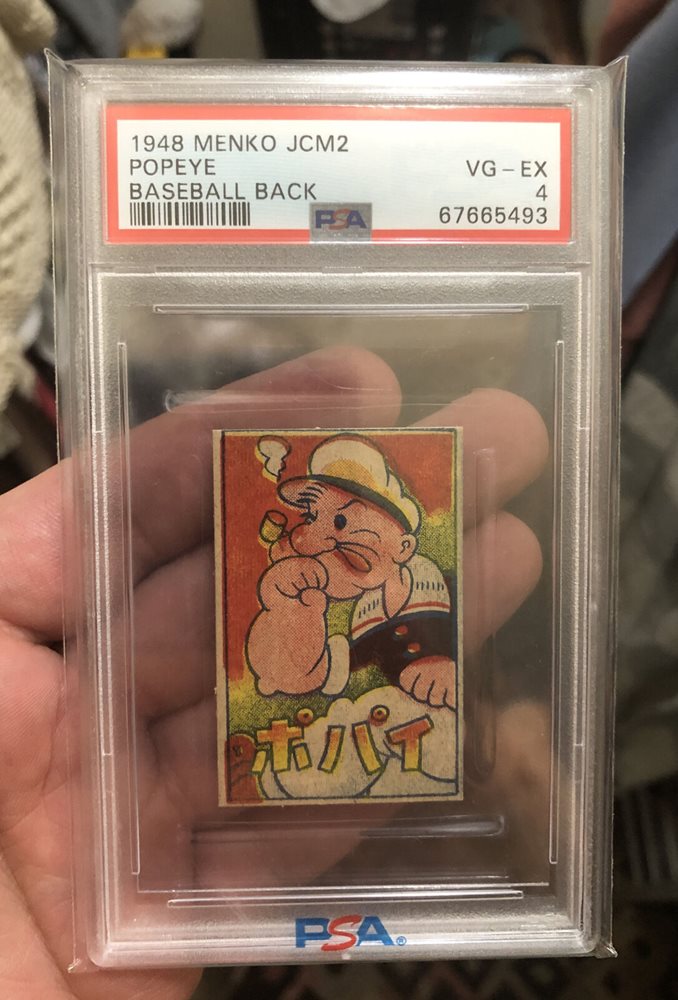 1948 MENKO JCM2
POPEYE VG-EX
BASEBALL BACK 4
PSA 67665493
ポパイ
PSA®